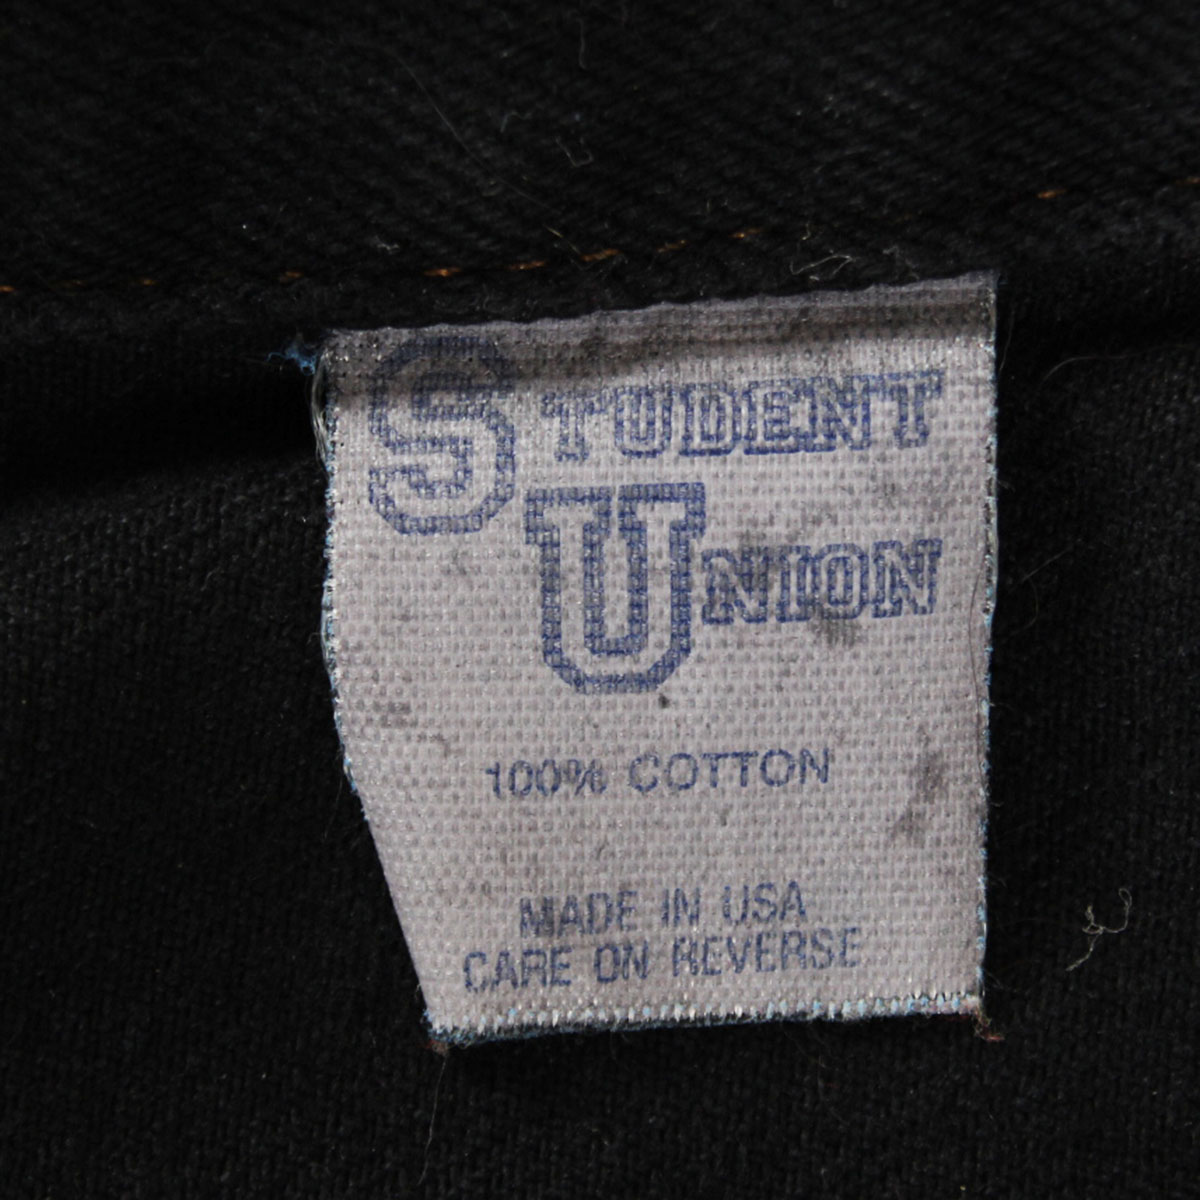 STUDENT
UNION
100% COTTON
MADE IN USA
CARE ON REVERSE